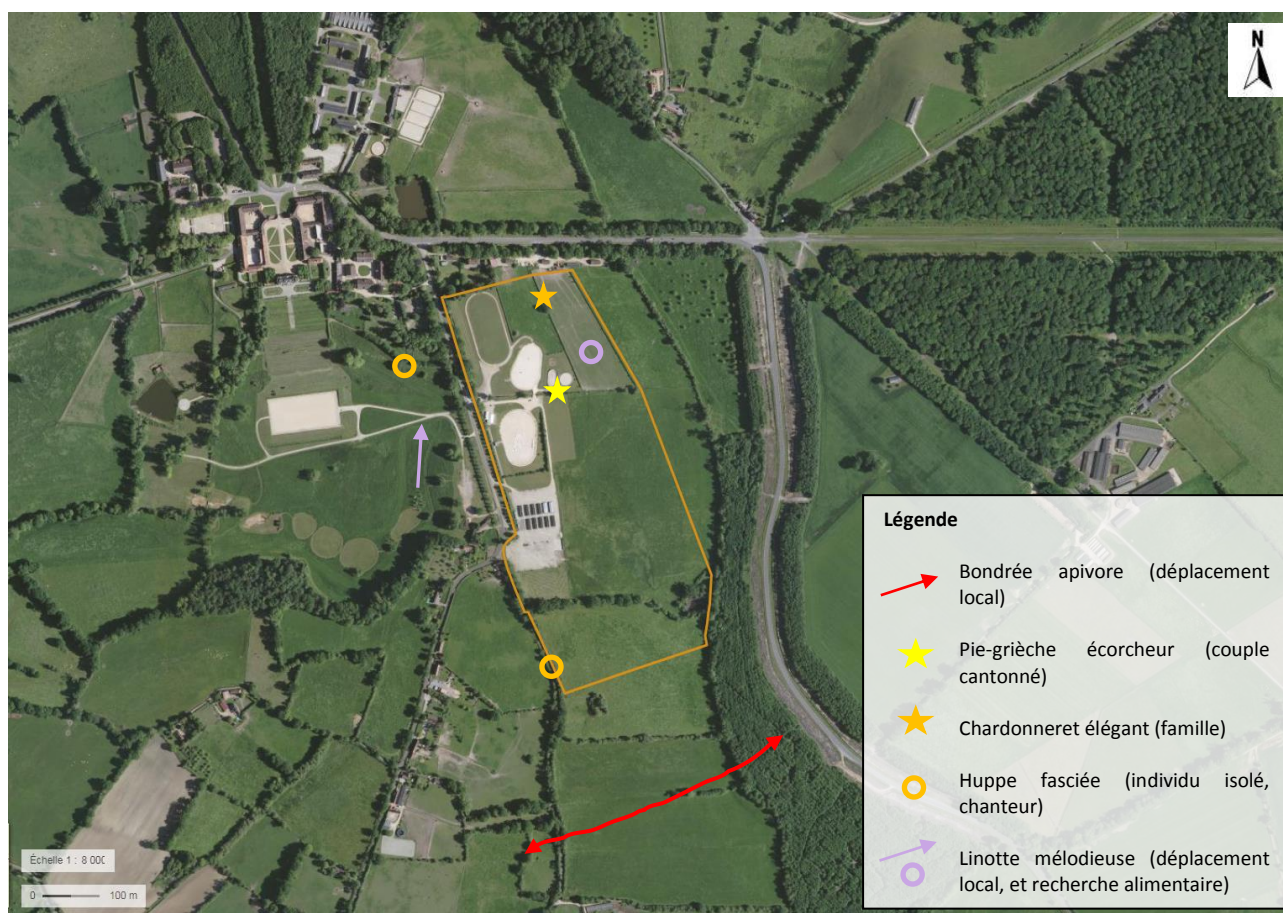 N
Légende
Bondrée apivore (déplacement
local)
Pie-grièche écorcheur (couple
cantonné)
Chardonneret élégant (famille)
Huppe fasciée (individu isolé,
chanteur)
Linotte mélodieuse (déplacement
local, et recherche alimentaire)
Échelle 1 : 8 000
0 100 m